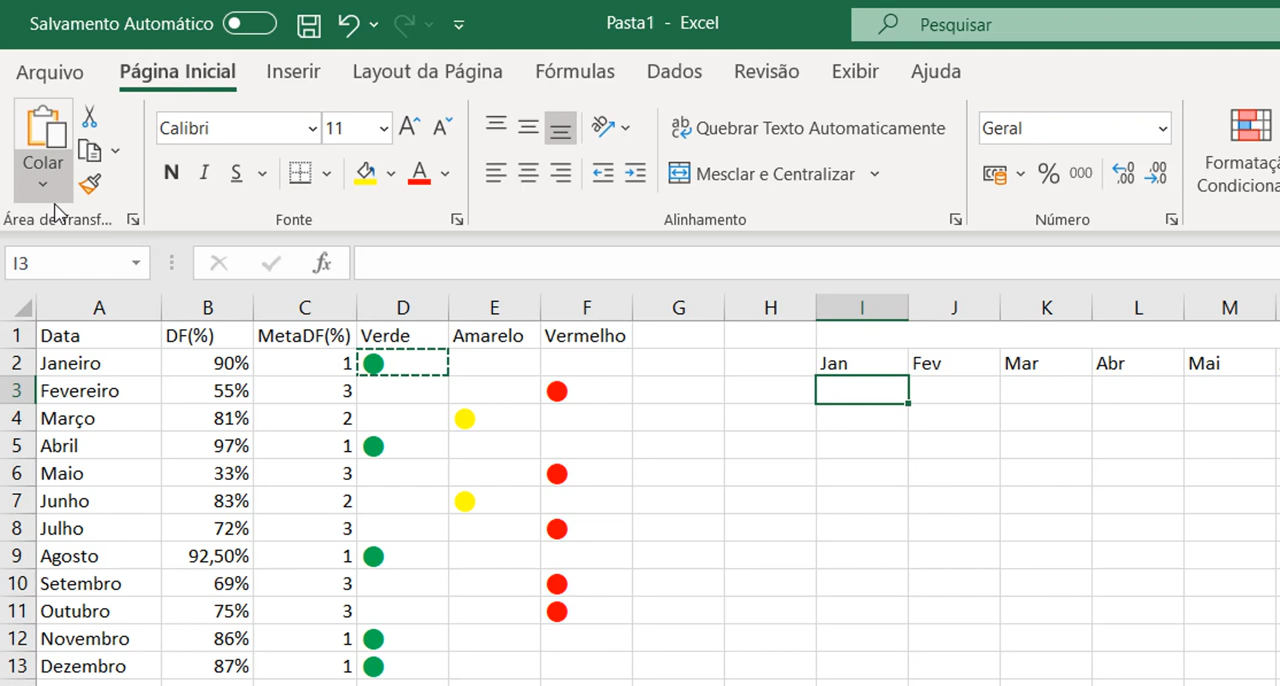 Salvamento Automático
Pasta1 - Excel
Pesquisar
Arquivo Página Inicial Inserir Layout da Página Fórmulas Dados Revisão Exibir Ajuda
Colar
Calibri 11
N I S
Quebrar Texto Automaticamente
Mesclar e Centralizar
Geral
% 000
Formataç
Condiciona
Área de Transf... Fonte Alinhamento Número
I3 fx
A B C D E F G H I J K L M
1 Data DF(%) MetaDF(%) Verde Amarelo Vermelho
2 Janeiro 90% 1 Jan Fev Mar Abr Mai
3 Fevereiro 55% 3
4 Março 81% 2
5 Abril 97% 1
6 Maio 33% 3
7 Junho 83% 2
8 Julho 72% 3
9 Agosto 92,50% 1
10 Setembro 69% 3
11 Outubro 75% 3
12 Novembro 86% 1
13 Dezembro 87% 1